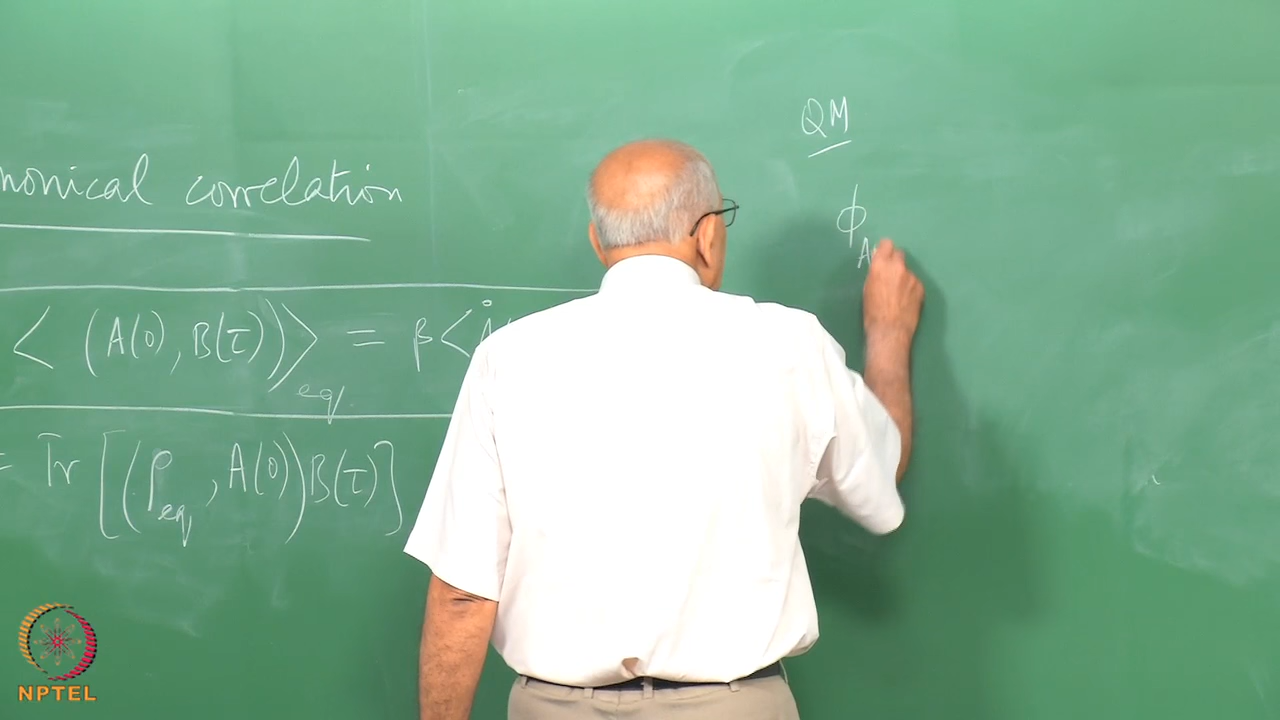 nonical correlation
⟨(A(0), B(τ))⟩eq = β⟨Ȧ
= Tr [(ρeq, A(0)) B(τ)]
QM
ϕA
NPTEL